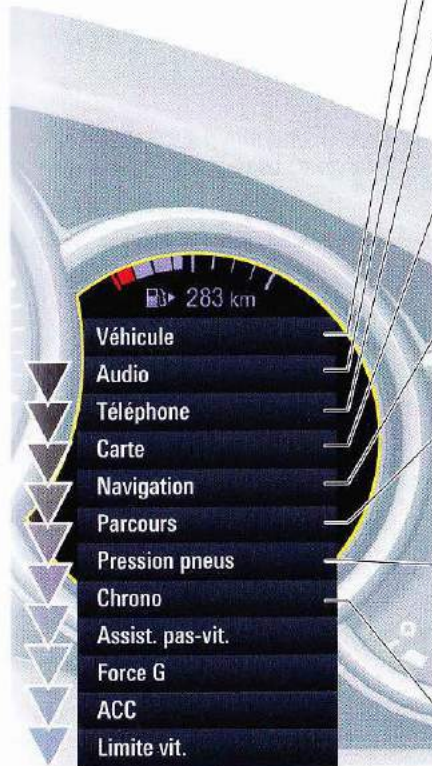 283 km
Véhicule
Audio
Téléphone
Carte
Navigation
Parcours
Pression pneus
Chrono
Assist. pas-vit.
Force G
ACC
Limite vit.